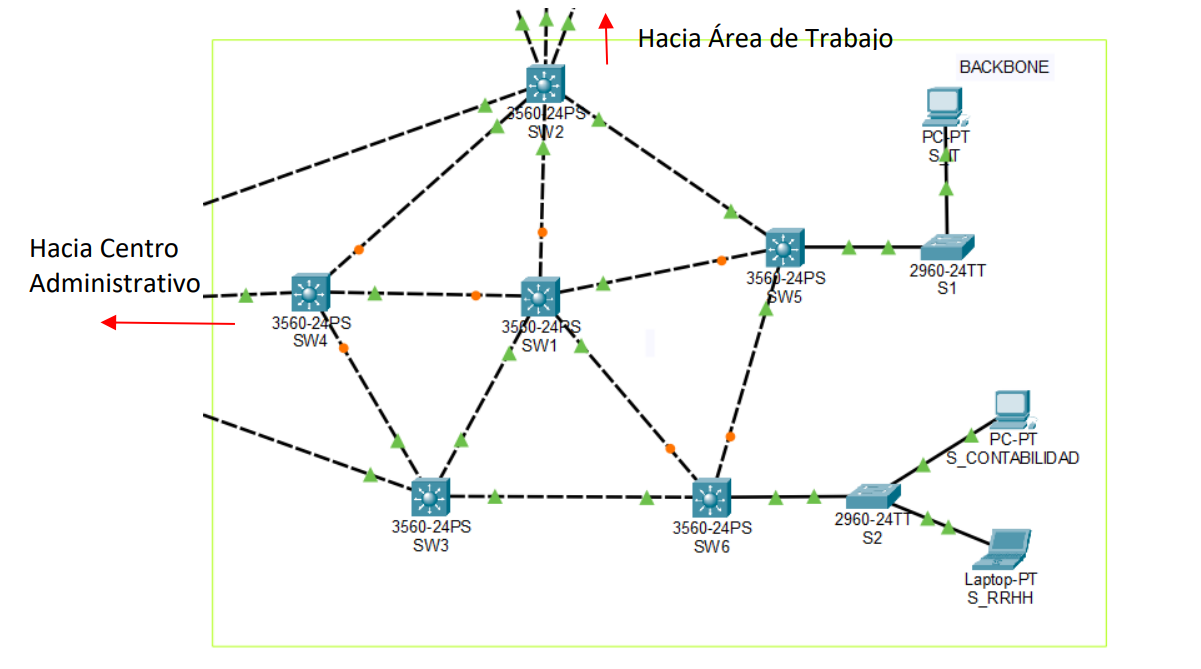 Hacia Área de Trabajo
BACKBONE
3560-24PS
SW2
PC-PT
S_IT
Hacia Centro
Administrativo
3560-24PS
SW5
2960-24TT
S1
3560-24PS
SW4
3560-24PS
SW1
PC-PT
S_CONTABILIDAD
3560-24PS
SW3
3560-24PS
SW6
2960-24TT
S2
Laptop-PT
S_RRHH